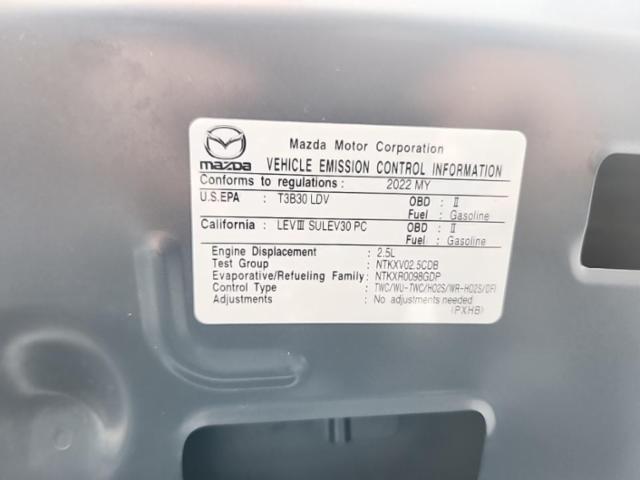 mazda
Mazda Motor Corporation
VEHICLE EMISSION CONTROL INFORMATION
Conforms to regulations : 2022 MY
U.S.EPA : T3B30 LDV OBD : II
Fuel : Gasoline
California : LEVIII SULEV30 PC OBD : II
Fuel : Gasoline
Engine Displacement : 2.5L
Test Group : NTKXV02.5CDB
Evaporative/Refueling Family: NTKXR0098GDP
Control Type : TWC/WU-TWC/HO2S/WR-HO2S/DFI
Adjustments : No adjustments needed
(PXHB)